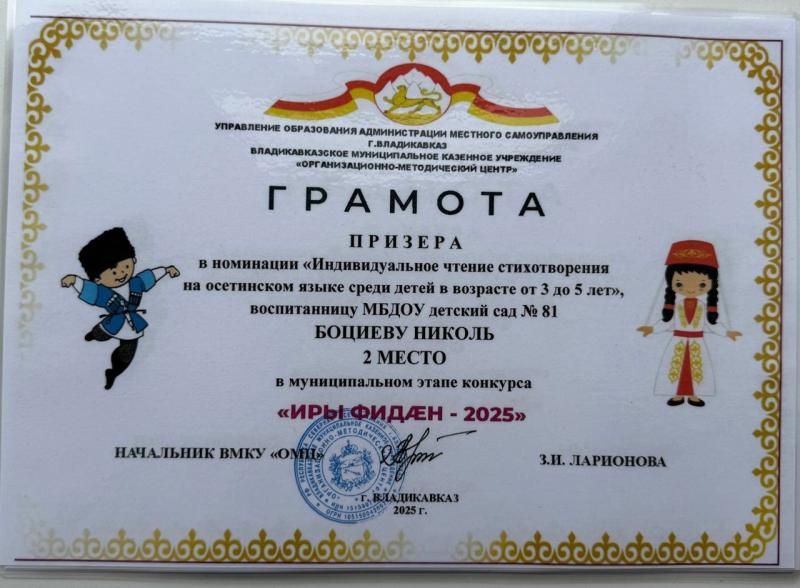 УПРАВЛЕНИЕ ОБРАЗОВАНИЯ АДМИНИСТРАЦИИ МЕСТНОГО САМОУПРАВЛЕНИЯ
Г.ВЛАДИКАВКАЗ
ВЛАДИКАВКАЗСКОЕ МУНИЦИПАЛЬНОЕ КАЗЕННОЕ УЧРЕЖДЕНИЕ
«ОРГАНИЗАЦИОННО-МЕТОДИЧЕСКИЙ ЦЕНТР»
ГРАМОТА
ПРИЗЕРА
в номинации «Индивидуальное чтение стихотворения
на осетинском языке среди детей в возрасте от 3 до 5 лет»,
воспитанницу МБДОУ детский сад № 81
БОЦИЕВУ НИКОЛЬ
2 МЕСТО
в муниципальном этапе конкурса
«ИРЫ ФИДÆН - 2025»
НАЧАЛЬНИК ВМКУ «ОМЦ»
З.И. ЛАРИОНОВА
г. ВЛАДИКАВКАЗ
2025 г.